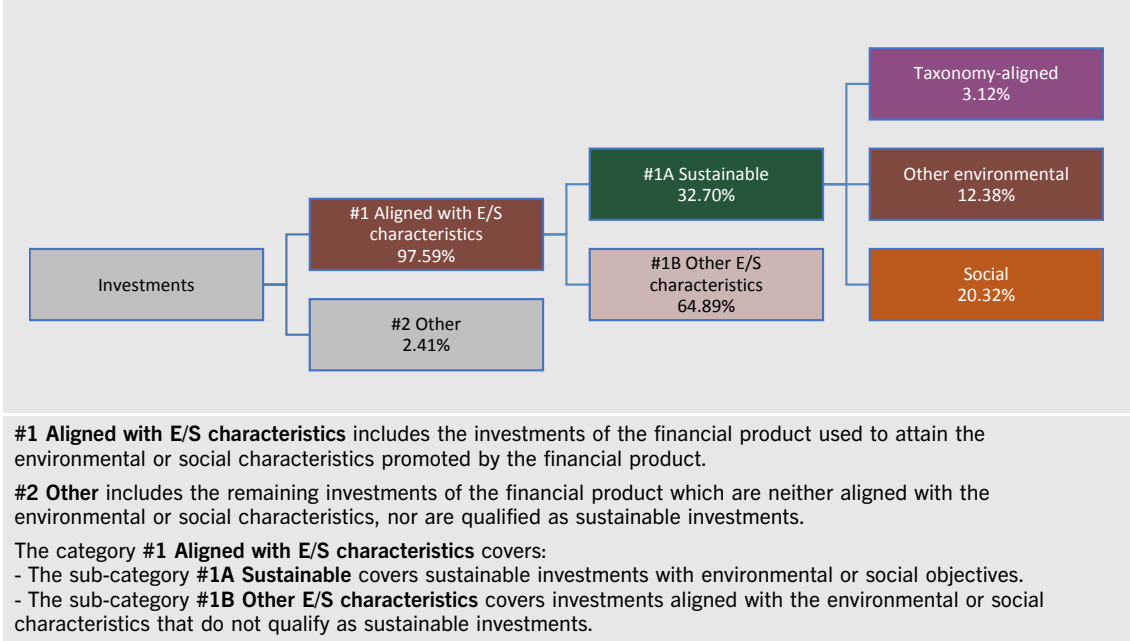 Investments
#1 Aligned with E/S
characteristics
97.59%
#2 Other
2.41%
#1A Sustainable
32.70%
#1B Other E/S
characteristics
64.89%
Taxonomy-aligned
3.12%
Other environmental
12.38%
Social
20.32%
#1 Aligned with E/S characteristics includes the investments of the financial product used to attain the
environmental or social characteristics promoted by the financial product.
#2 Other includes the remaining investments of the financial product which are neither aligned with the
environmental or social characteristics, nor are qualified as sustainable investments.
The category #1 Aligned with E/S characteristics covers:
- The sub-category #1A Sustainable covers sustainable investments with environmental or social objectives.
- The sub-category #1B Other E/S characteristics covers investments aligned with the environmental or social
characteristics that do not qualify as sustainable investments.